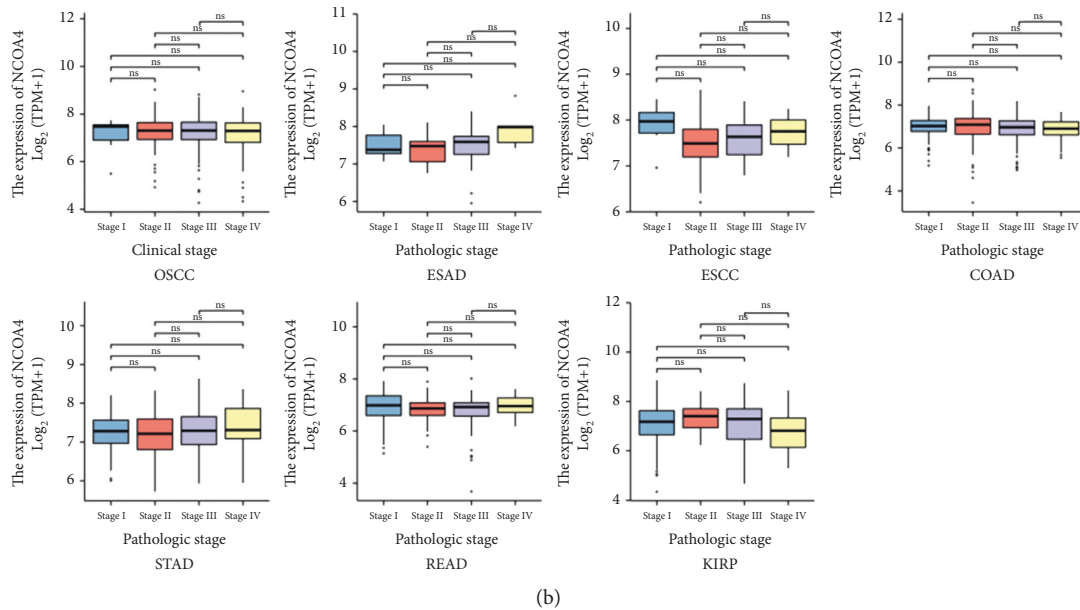 The expression of NCOA4
Log2 (TPM+1)
12
10
8
6
4
ns
ns
ns
ns
ns
ns
Stage I
Stage II
Stage III
Stage IV
Clinical stage
OSCC
The expression of NCOA4
Log2 (TPM+1)
11
10
9
8
7
6
ns
ns
ns
ns
ns
ns
Stage I
Stage II
Stage III
Stage IV
Pathologic stage
ESAD
The expression of NCOA4
Log2 (TPM+1)
10
9
8
7
6
ns
ns
ns
ns
ns
ns
Stage I
Stage II
Stage III
Stage IV
Pathologic stage
ESCC
The expression of NCOA4
Log2 (TPM+1)
12
10
8
6
4
ns
ns
ns
ns
ns
ns
Stage I
Stage II
Stage III
Stage IV
Pathologic stage
COAD
The expression of NCOA4
Log2 (TPM+1)
10
9
8
7
6
ns
ns
ns
ns
ns
ns
Stage I
Stage II
Stage III
Stage IV
Pathologic stage
STAD
The expression of NCOA4
Log2 (TPM+1)
10
8
6
4
ns
ns
ns
ns
ns
ns
Stage I
Stage II
Stage III
Stage IV
Pathologic stage
READ
The expression of NCOA4
Log2 (TPM+1)
12
10
8
6
4
ns
ns
ns
ns
ns
ns
Stage I
Stage II
Stage III
Stage IV
Pathologic stage
KIRP
(b)